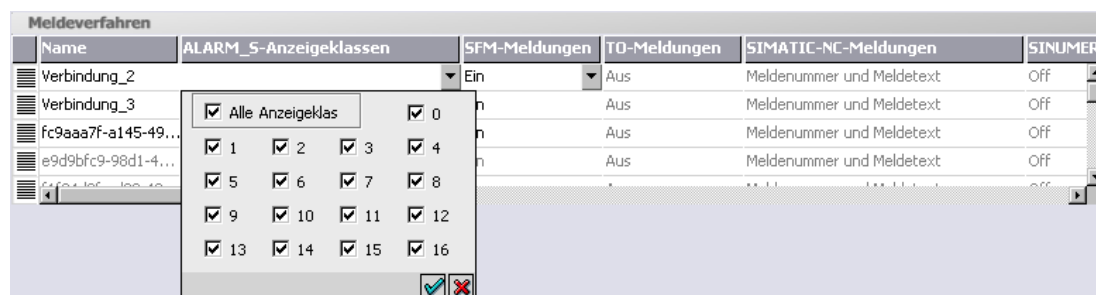 Meldeverfahren
Name ALARM_S-Anzeigeklassen SFM-Meldungen TO-Meldungen SIMATIC-NC-Meldungen SINUMER
Verbindung_2 Ein Aus Meldenummer und Meldetext Off
Verbindung_3 Aus Meldenummer und Meldetext Off
fc9aaa7f-a145-49... Aus Meldenummer und Meldetext Off
e9d9bfc9-98d1-4... Aus Meldenummer und Meldetext Off
Alle Anzeigeklas 0
1 2 3 4
5 6 7 8
9 10 11 12
13 14 15 16